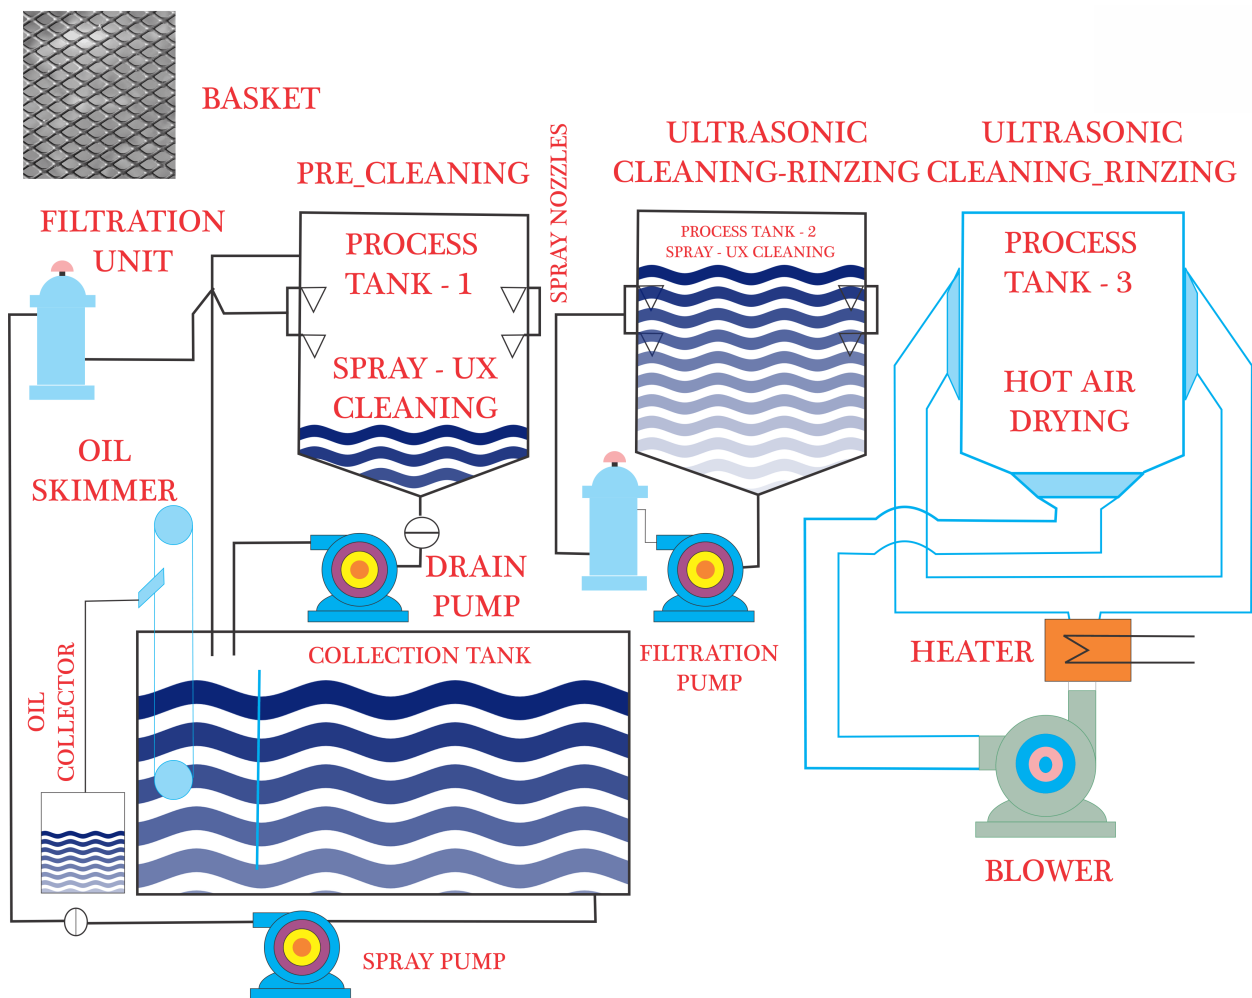 BASKET
PRE_CLEANING
SPRAY NOZZLES
ULTRASONIC
CLEANING-RINZING
ULTRASONIC
CLEANING_RINZING
FILTRATION
UNIT
PROCESS
TANK - 1
SPRAY - UX
CLEANING
PROCESS TANK - 2
SPRAY - UX CLEANING
PROCESS
TANK - 3
HOT AIR
DRYING
OIL
SKIMMER
DRAIN
PUMP
COLLECTION TANK
FILTRATION
PUMP
HEATER
OIL
COLLECTOR
BLOWER
SPRAY PUMP